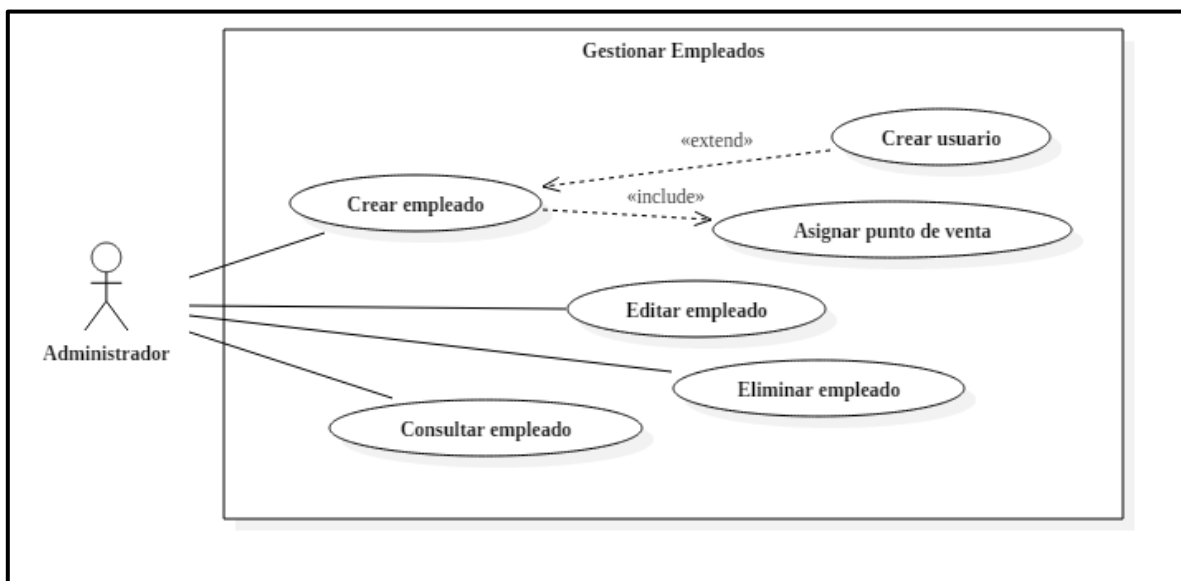 Gestionar Empleados
«extend»
Crear usuario
Crear empleado
«include»
Asignar punto de venta
Editar empleado
Administrador
Eliminar empleado
Consultar empleado